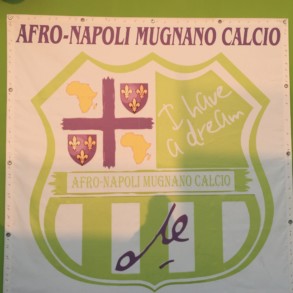 AFRO-NAPOLI MUGNANO CALCIO
I have
a dream
AFRO-NAPOLI MUGNANO CALCIO